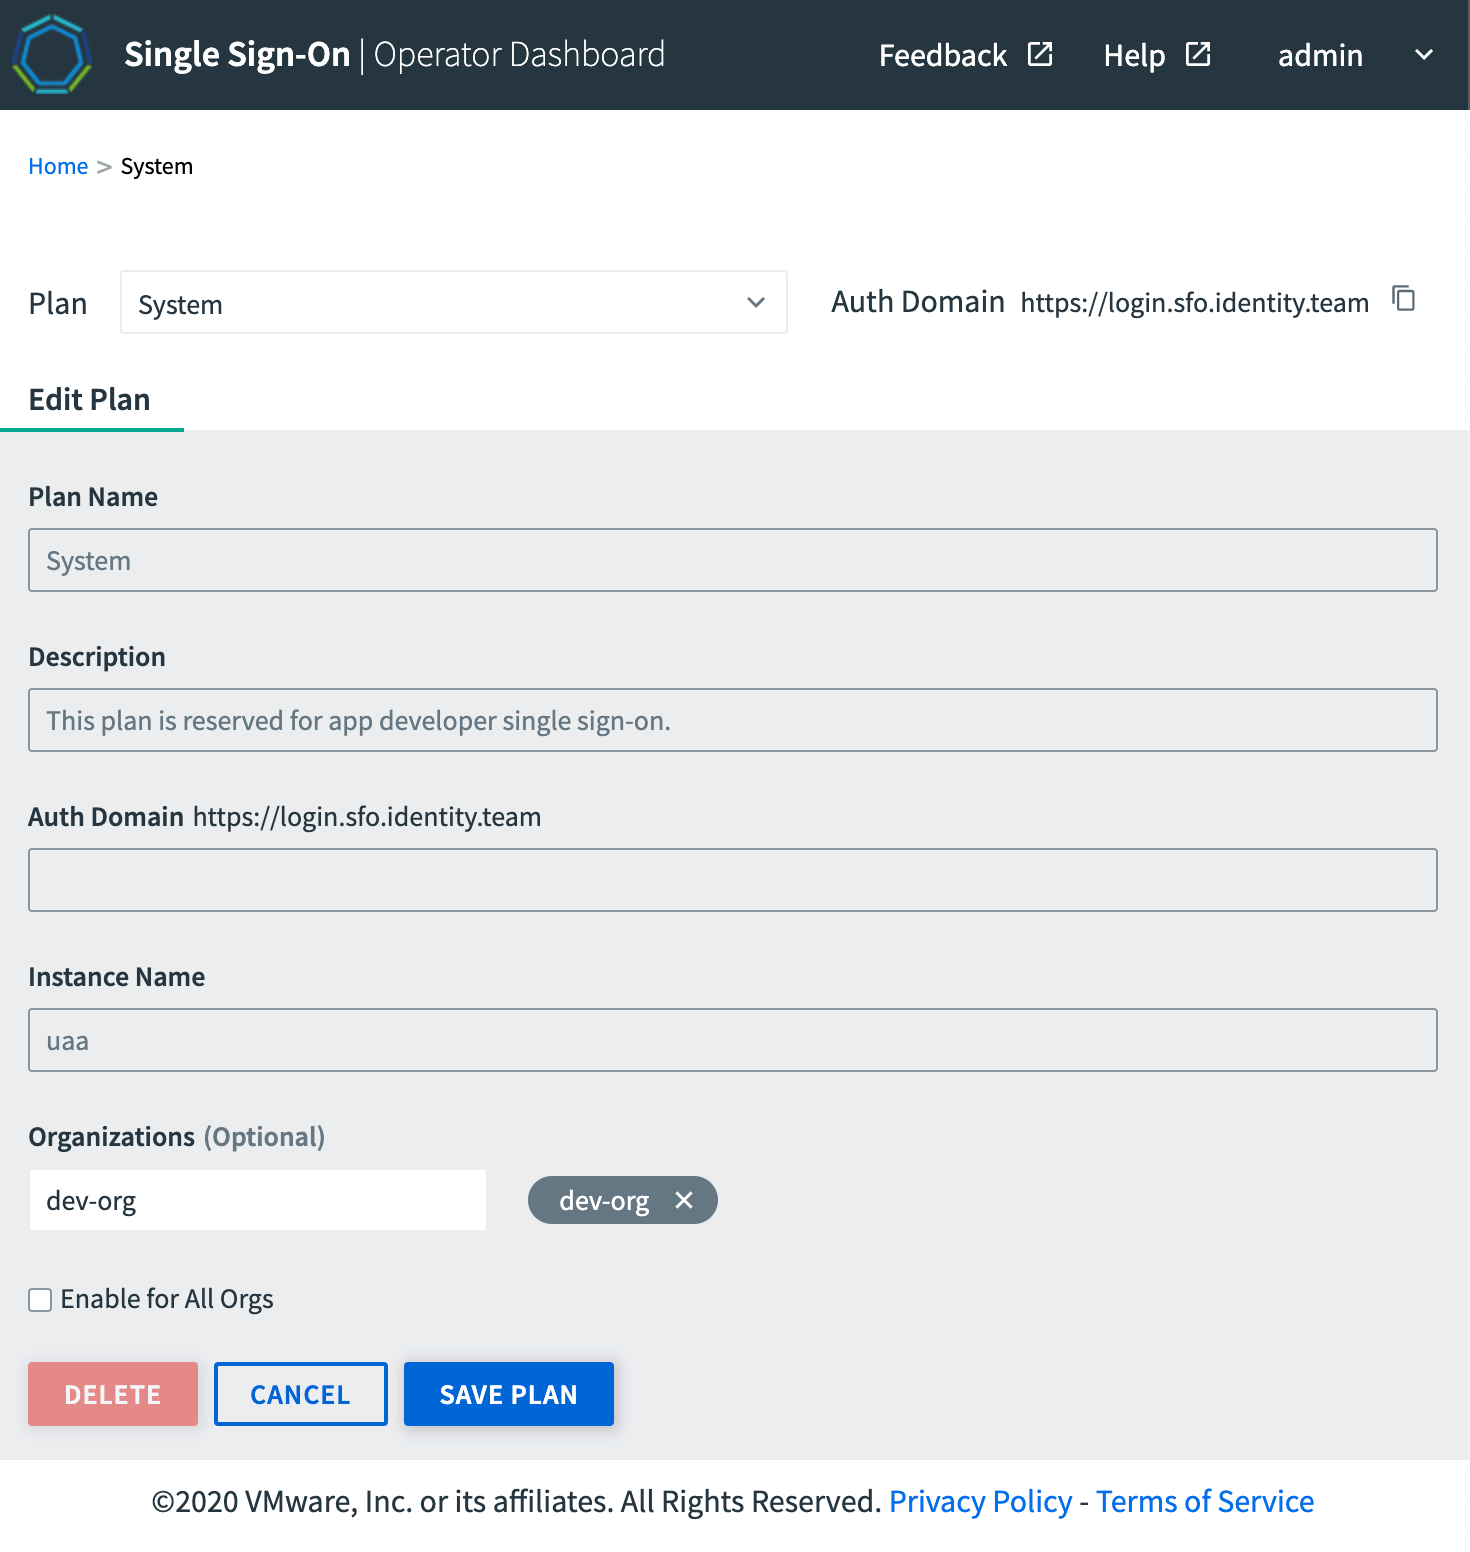 Single Sign-On | Operator Dashboard Feedback Help admin
Home > System
Plan System Auth Domain https://login.sfo.identity.team
Edit Plan
Plan Name
System
Description
This plan is reserved for app developer single sign-on.
Auth Domain https://login.sfo.identity.team
Instance Name
uaa
Organizations (Optional)
dev-org dev-org ✕
Enable for All Orgs
DELETE CANCEL SAVE PLAN
©2020 VMware, Inc. or its affiliates. All Rights Reserved. Privacy Policy - Terms of Service